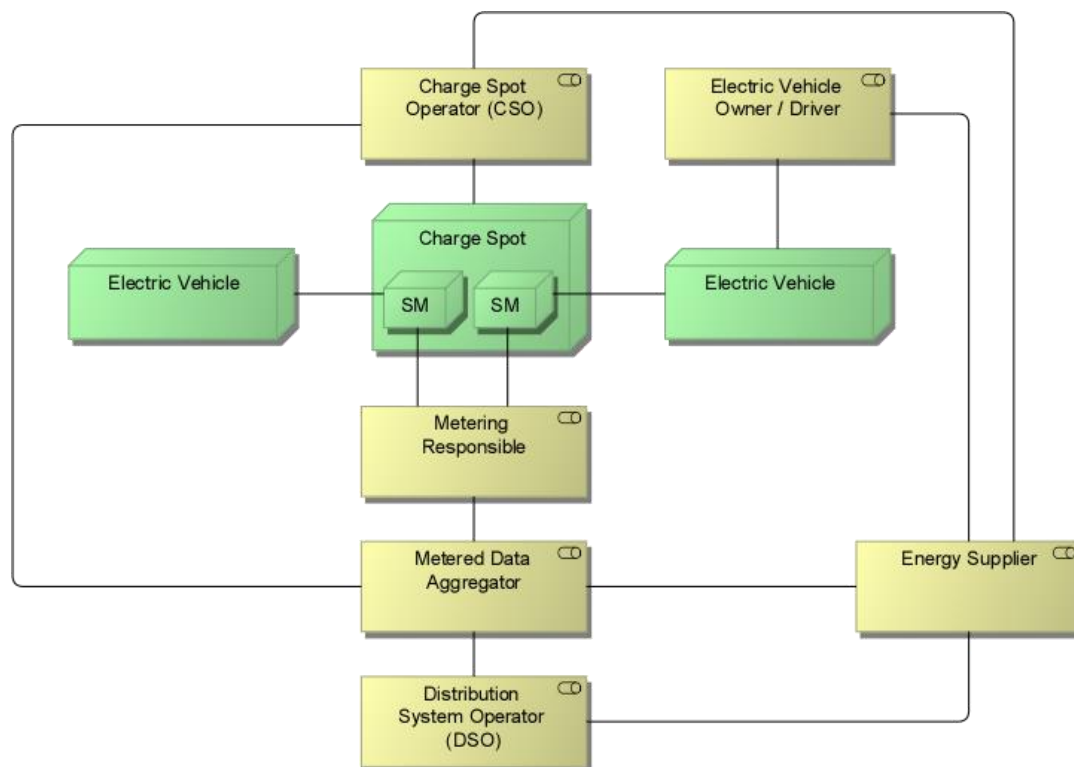 Charge Spot
Operator (CSO)
Electric Vehicle
Owner / Driver
Charge Spot
Electric Vehicle
SM
SM
Electric Vehicle
Metering
Responsible
Metered Data
Aggregator
Energy Supplier
Distribution
System Operator
(DSO)